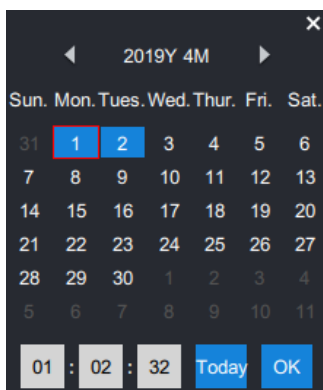 ×
2019Y 4M
Sun. Mon. Tues. Wed. Thur. Fri. Sat.
31 1 2 3 4 5 6
7 8 9 10 11 12 13
14 15 16 17 18 19 20
21 22 23 24 25 26 27
28 29 30 1 2 3 4
5 6 7 8 9 10 11
01 : 02 : 32 Today OK